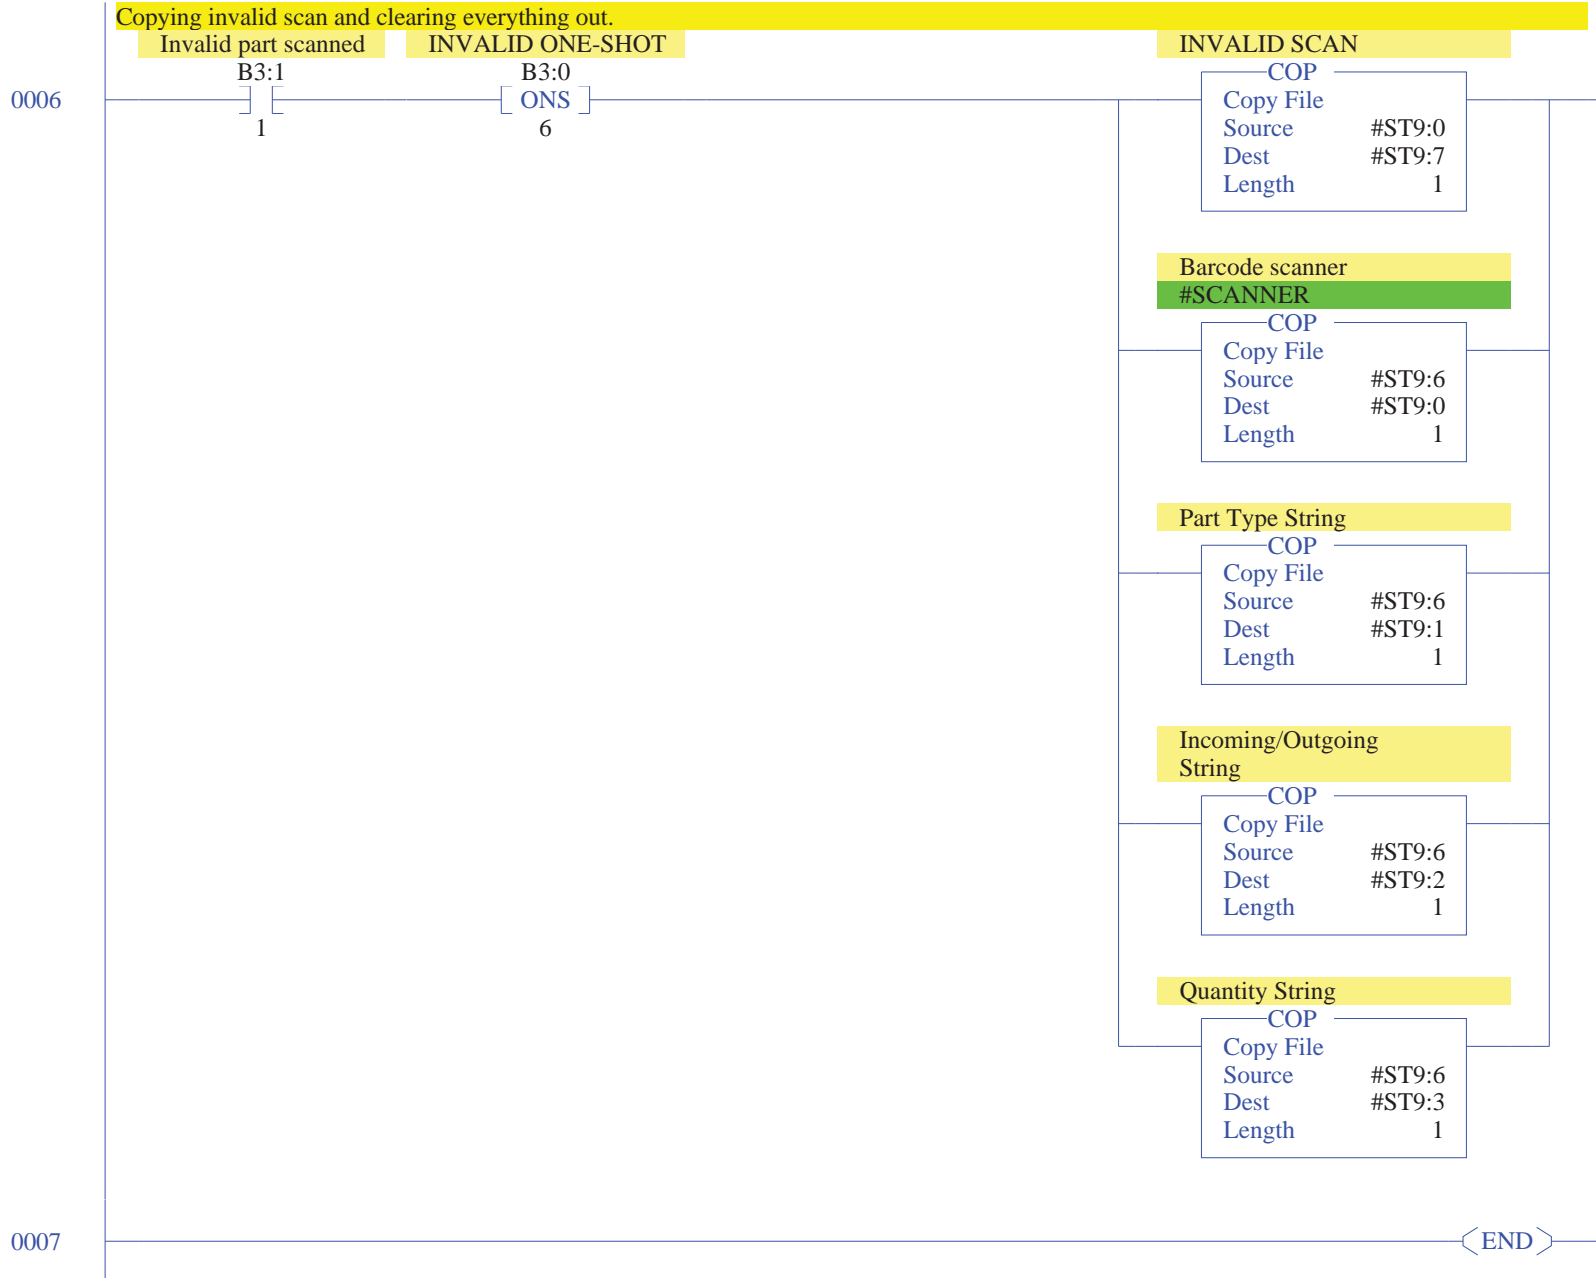 Copying invalid scan and clearing everything out.
Invalid part scanned
INVALID ONE-SHOT
INVALID SCAN
B3:1
B3:0
COP
0006
ONS
Copy File
1
6
Source #ST9:0
Dest #ST9:7
Length 1
Barcode scanner
#SCANNER
COP
Copy File
Source #ST9:6
Dest #ST9:0
Length 1
Part Type String
COP
Copy File
Source #ST9:6
Dest #ST9:1
Length 1
Incoming/Outgoing
String
COP
Copy File
Source #ST9:6
Dest #ST9:2
Length 1
Quantity String
COP
Copy File
Source #ST9:6
Dest #ST9:3
Length 1
0007
END